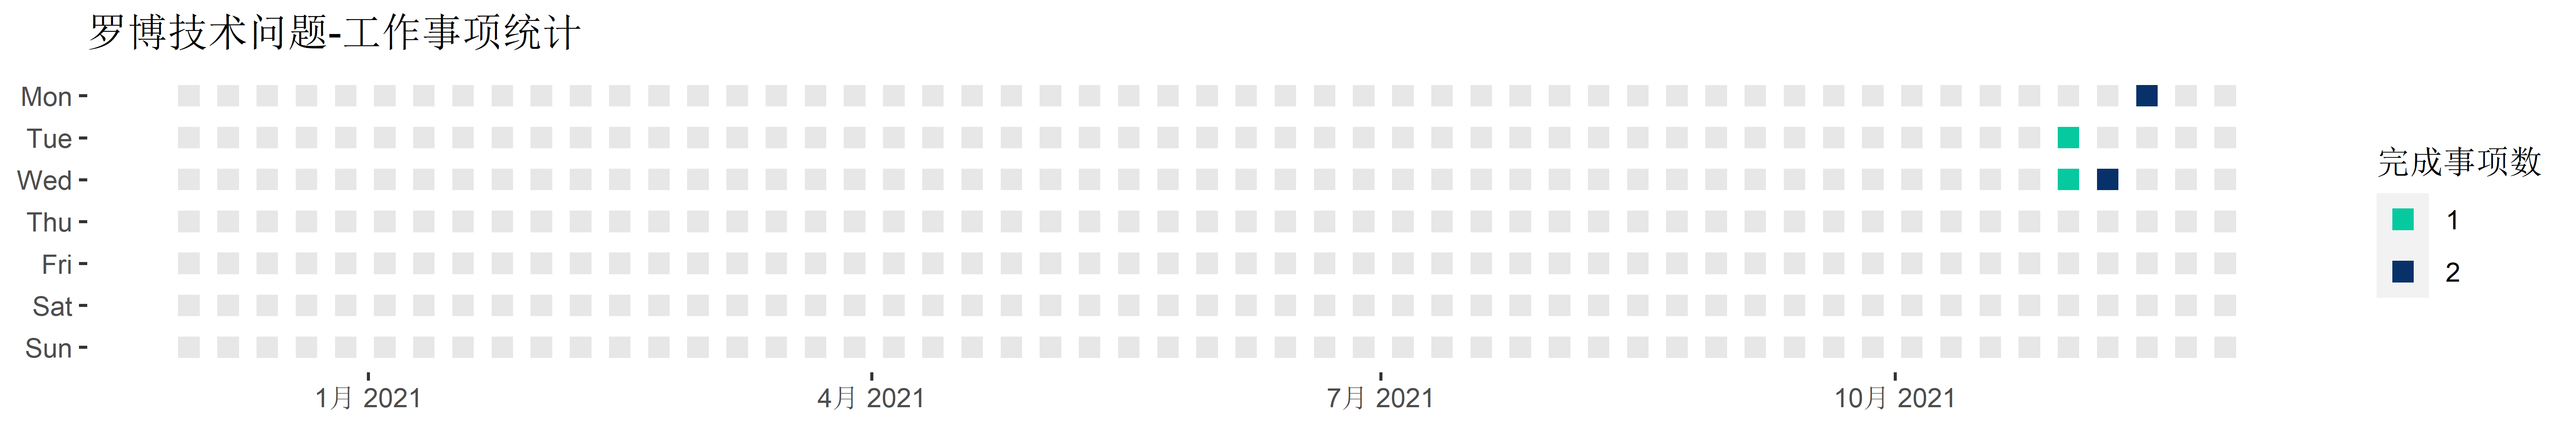 罗博技术问题-工作事项统计
Mon
Tue
Wed
Thu
Fri
Sat
Sun
1月 2021
4月 2021
7月 2021
10月 2021
完成事项数
1
2